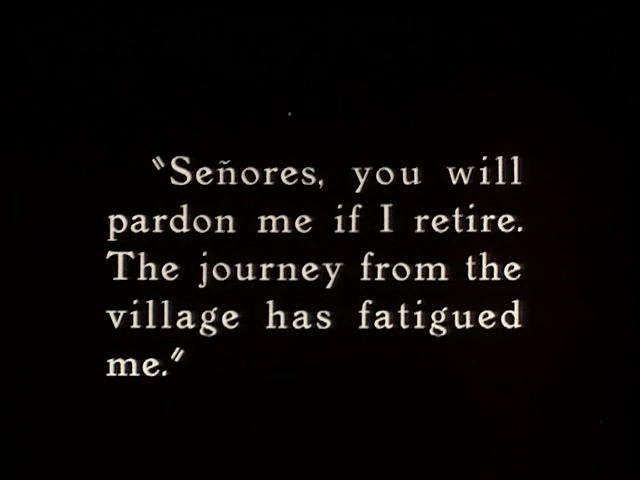 "Señores, you will
pardon me if I retire.
The journey from the
village has fatigued
me."